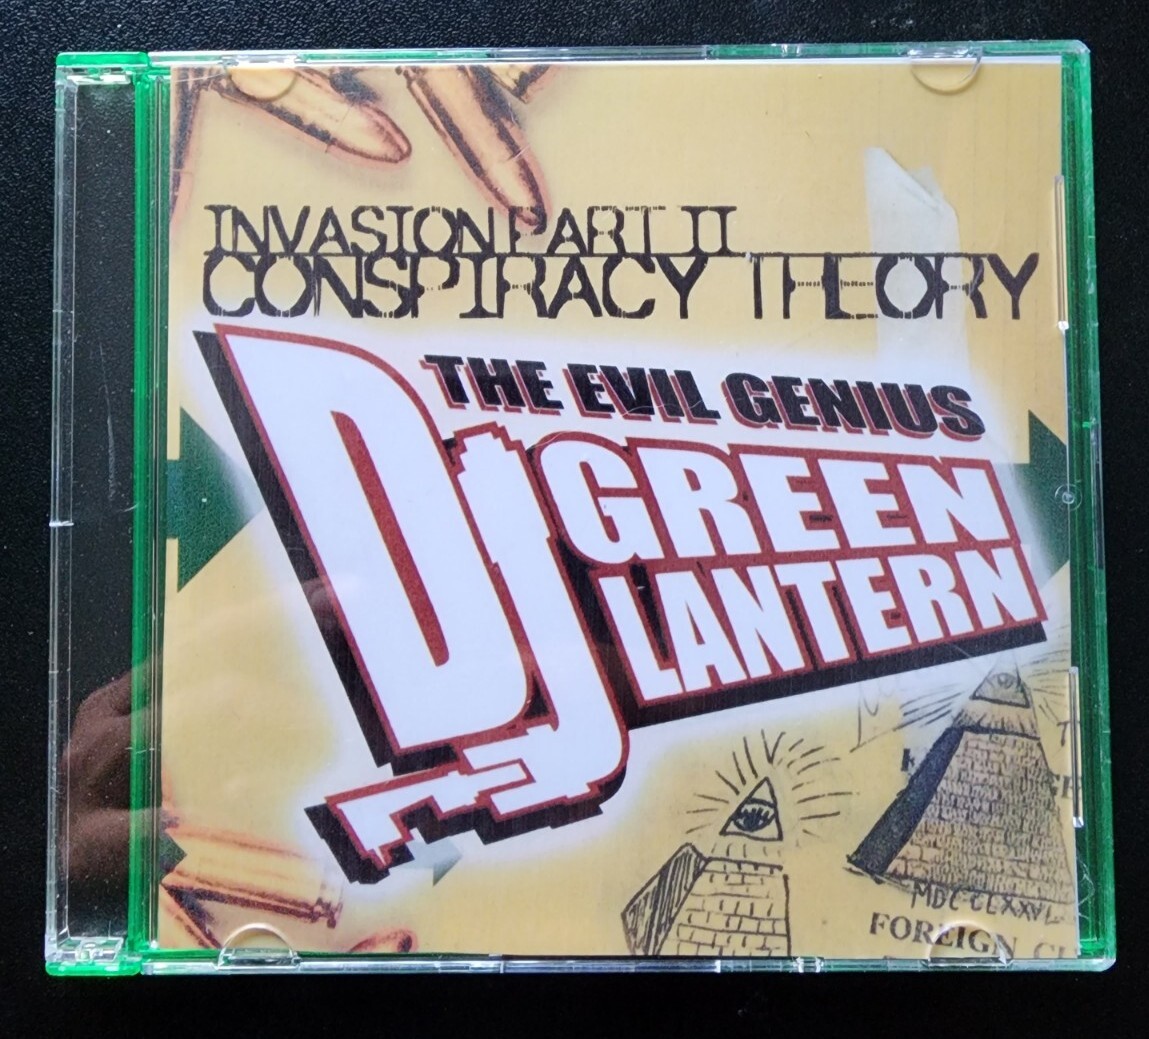 INVASION PART II
CONSPIRACY THEORY
THE EVIL GENIUS
DJ GREEN
LANTERN
MDCCLXXVI
FOREIGN